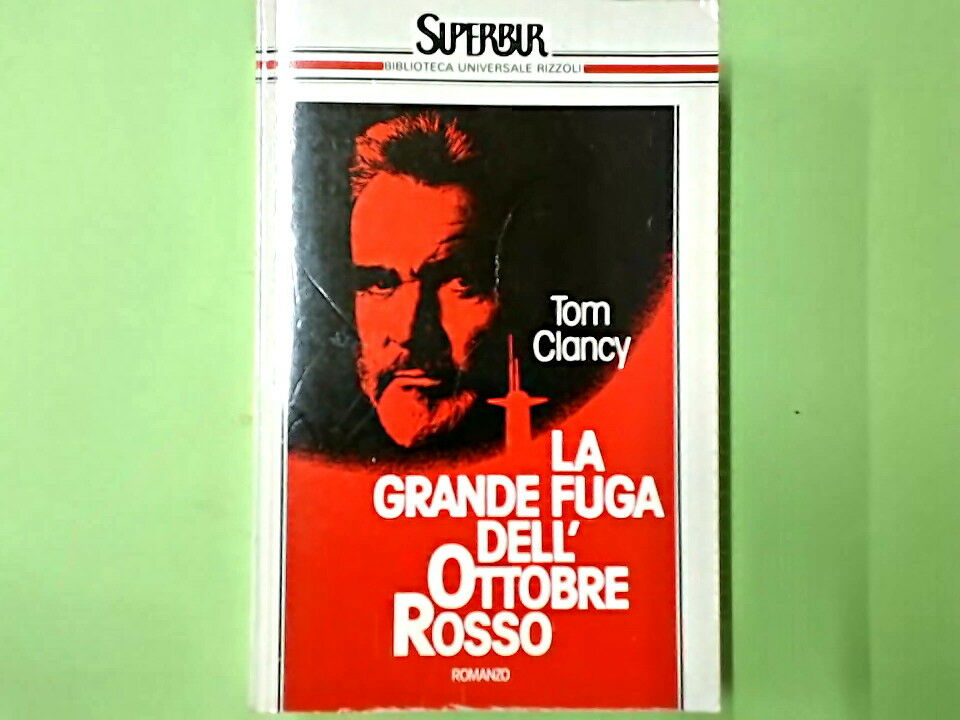 SUPERBUR
BIBLIOTECA UNIVERSALE RIZZOLI
Tom
Clancy
LA
GRANDE FUGA
DELL'
OTTOBRE
ROSSO
ROMANZO